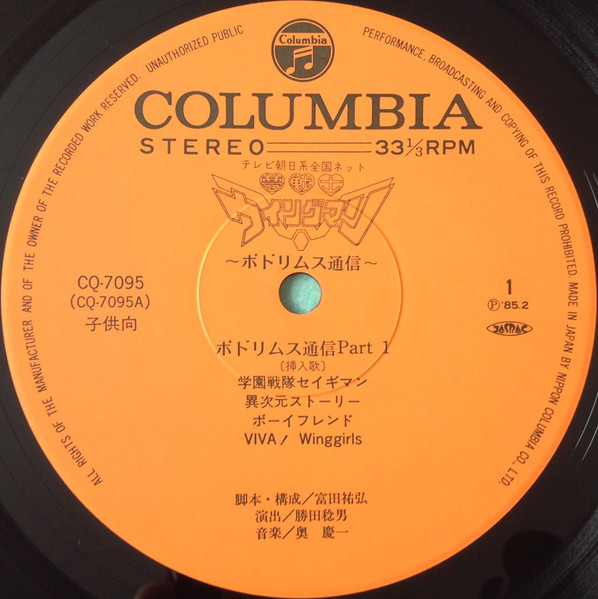 Columbia
COLUMBIA
STEREO 33 1/3 RPM
テレビ朝日系全国ネット
夢戦士
ウイングマン
～ポドリムス通信～
CQ-7095
(CQ-7095A)
子供向
1
Ⓟ'85.2
JASRAC
ポドリムス通信Part 1
〔挿入歌〕
学園戦隊セイギマン
異次元ストーリー
ボーイフレンド
VIVA! Winggirls
脚本・構成／富田祐弘
演出／勝田稔男
音楽／奥 慶一
ALL RIGHTS OF THE MANUFACTURER AND OF THE OWNER OF THE RECORDED WORK RESERVED. UNAUTHORIZED PUBLIC PERFORMANCE, BROADCASTING AND COPYING OF THIS RECORD PROHIBITED. MADE IN JAPAN BY NIPPON COLUMBIA CO., LTD.